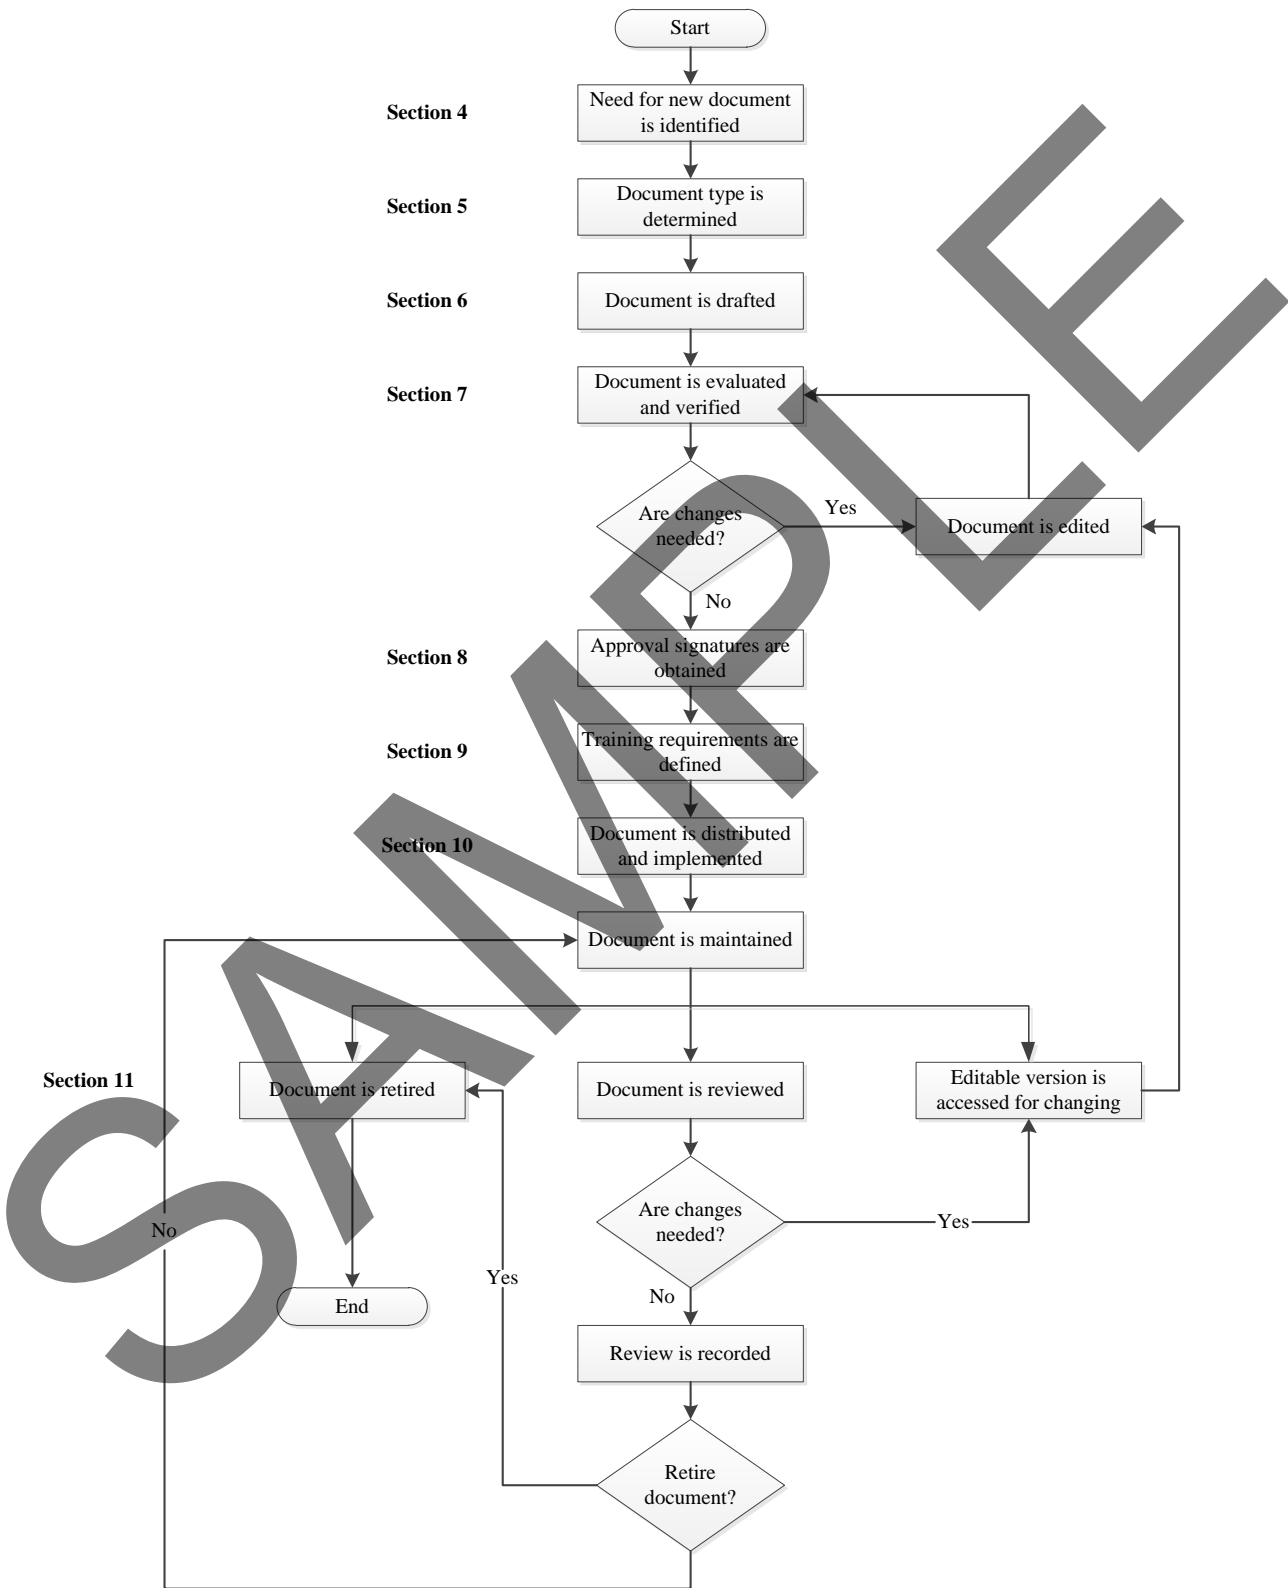 Start
Section 4
Need for new document
is identified
Section 5
Document type is
determined
Section 6
Document is drafted
Section 7
Document is evaluated
and verified
Are changes
needed?
Yes
Document is edited
No
Section 8
Approval signatures are
obtained
Section 9
Training requirements are
defined
Section 10
Document is distributed
and implemented
Document is maintained
Section 11
Document is retired
Document is reviewed
Editable version is
accessed for changing
Are changes
needed?
Yes
No
Yes
No
End
Review is recorded
Retire
document?
SAMPLE